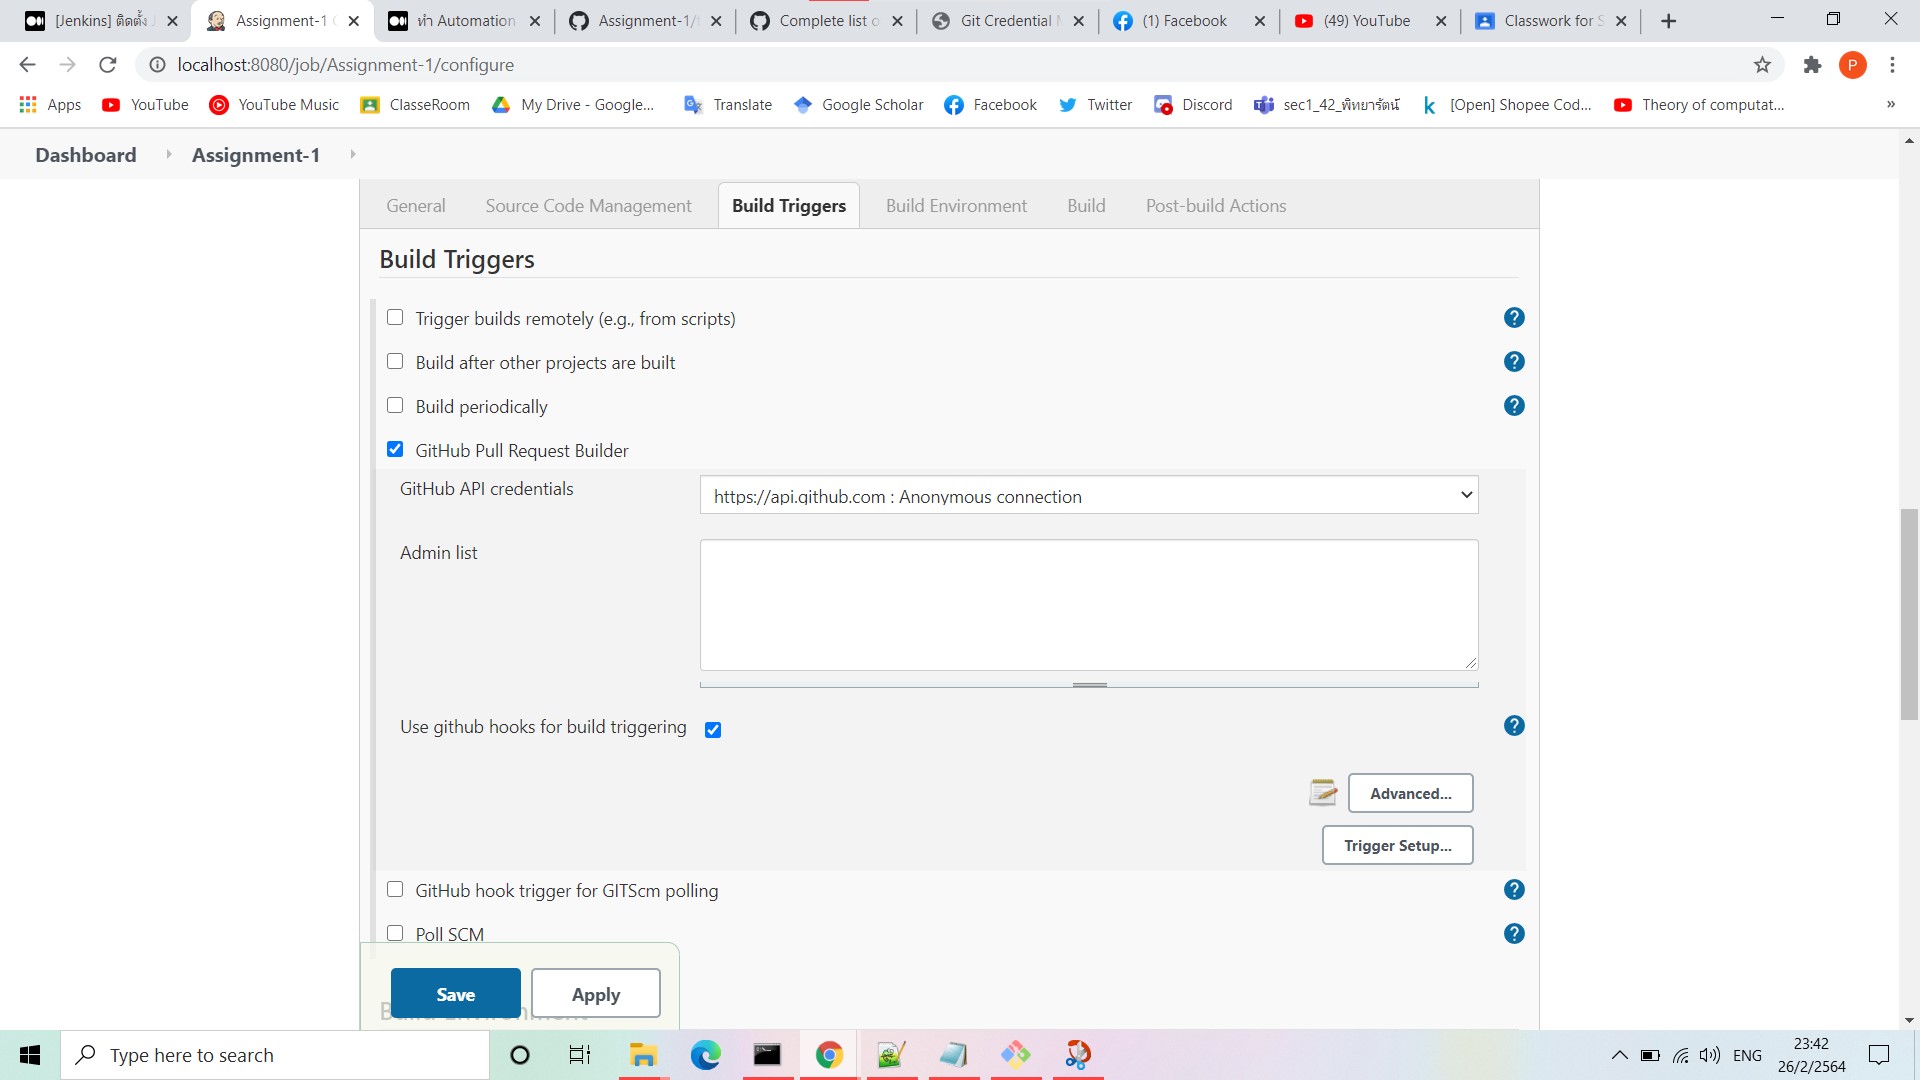 [Jenkins] ติดตั้ง J
Assignment-1 C
ทำ Automation
Assignment-1/
Complete list o
Git Credential M
(1) Facebook
(49) YouTube
Classwork for S
localhost:8080/job/Assignment-1/configure
P
Apps
YouTube
YouTube Music
ClasseRoom
My Drive - Google...
Translate
Google Scholar
Facebook
Twitter
Discord
sec1_42_พิทยารัตน์
[Open] Shopee Cod...
Theory of computat...
»
Dashboard
Assignment-1
General
Source Code Management
Build Triggers
Build Environment
Build
Post-build Actions
Build Triggers
Trigger builds remotely (e.g., from scripts)
Build after other projects are built
Build periodically
GitHub Pull Request Builder
GitHub API credentials
https://api.github.com : Anonymous connection
Admin list
Use github hooks for build triggering
Advanced...
Trigger Setup...
GitHub hook trigger for GITScm polling
Poll SCM
Save
Apply
Build Environment
Type here to search
ENG
23:42
26/2/2564